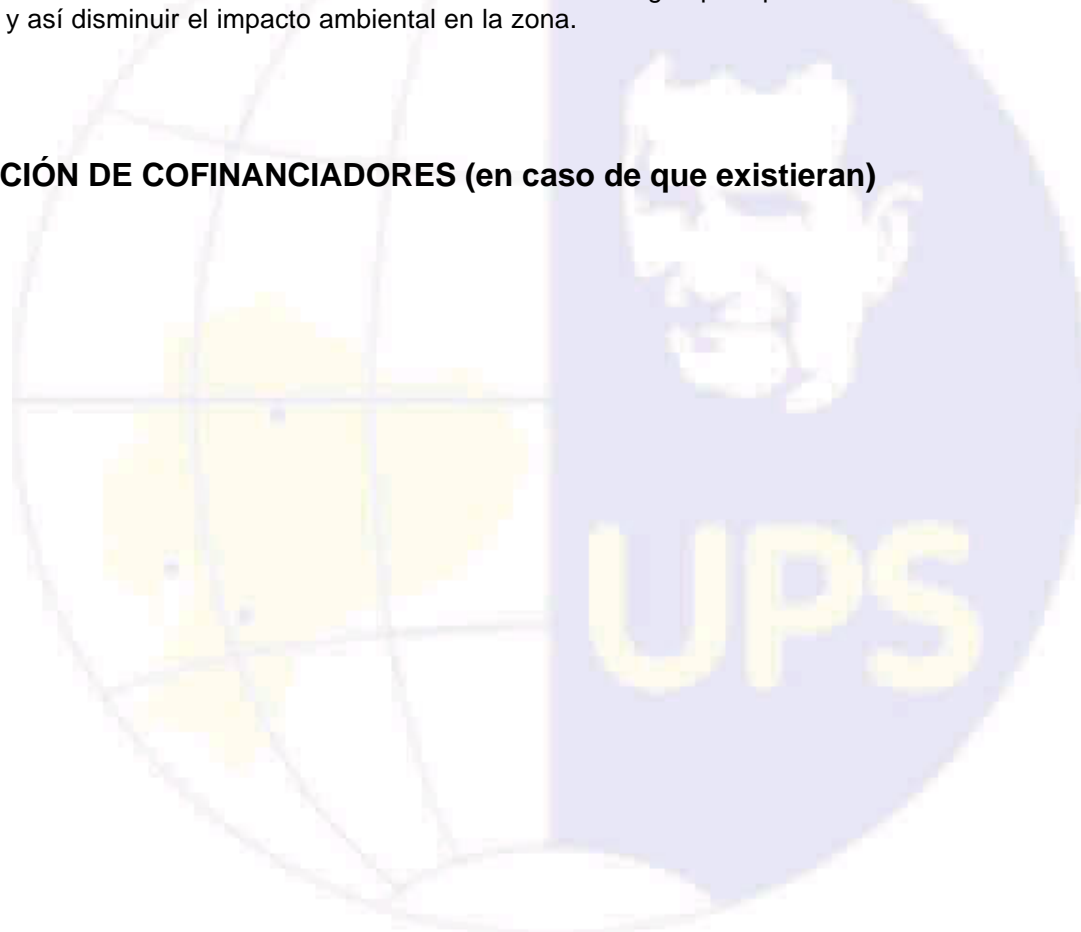 y así disminuir el impacto ambiental en la zona.
CIÓN DE COFINANCIADORES (en caso de que existieran)
UPS